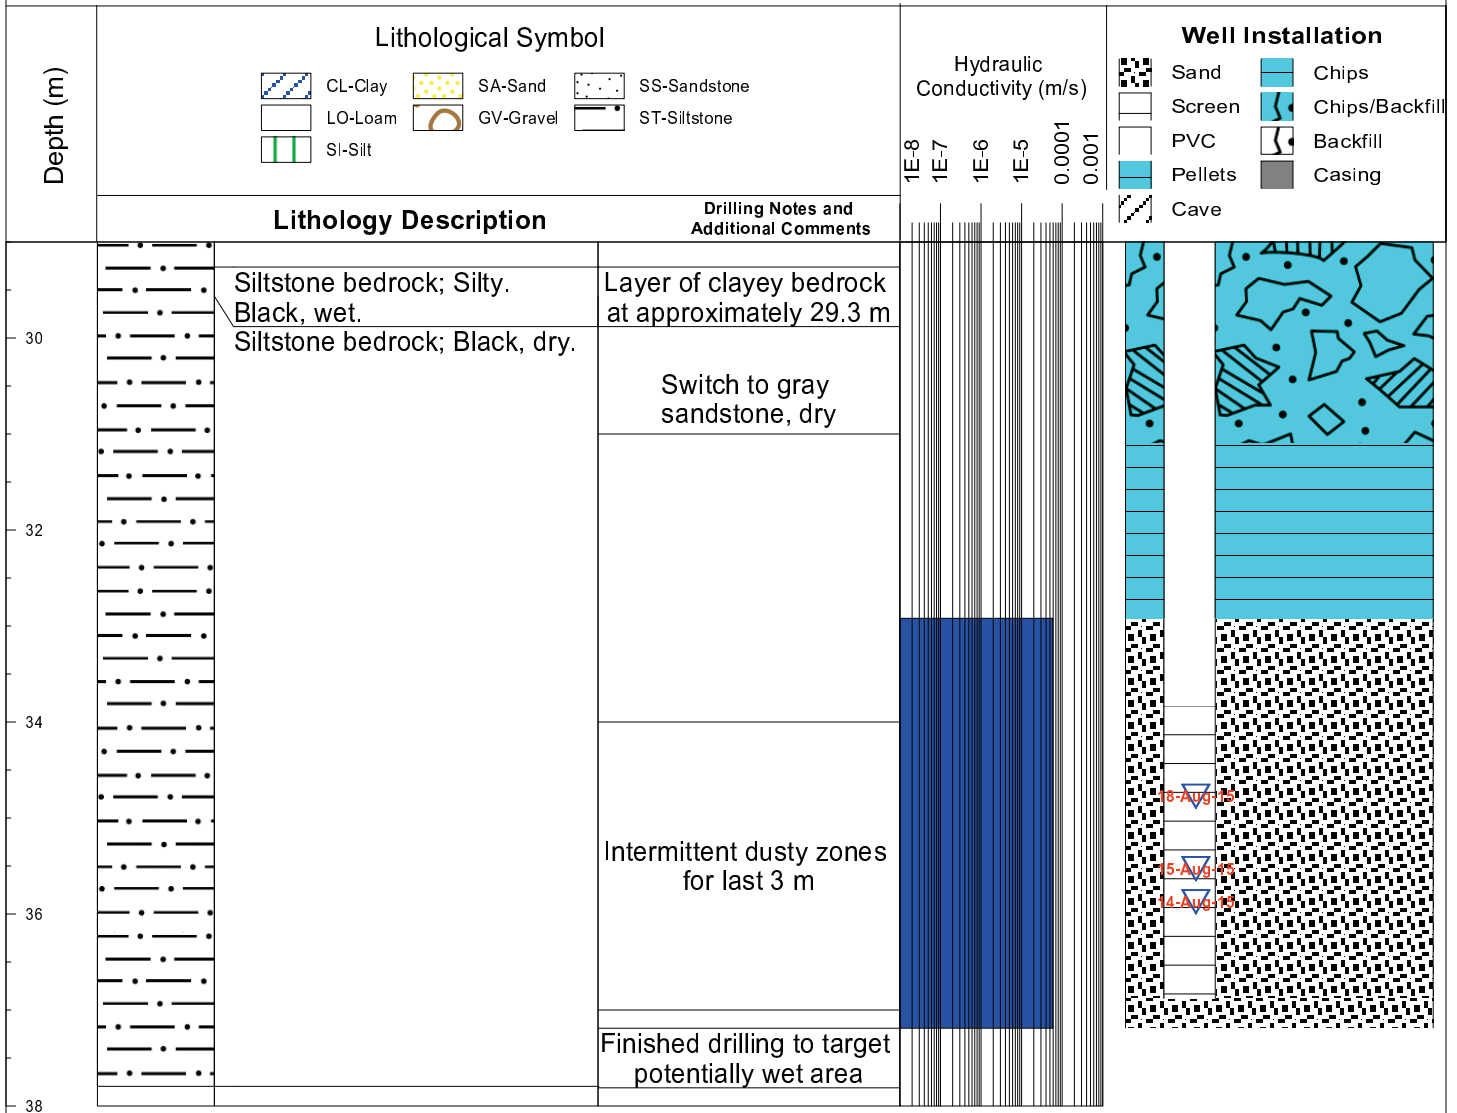 Depth (m)
Lithological Symbol
CL-Clay
SA-Sand
SS-Sandstone
LO-Loam
GV-Gravel
ST-Siltstone
SI-Silt
Lithology Description
Drilling Notes and
Additional Comments
Hydraulic
Conductivity (m/s)
1E-8
1E-7
1E-6
1E-5
0.0001
0.001
Well Installation
Sand
Chips
Screen
Chips/Backfill
PVC
Backfill
Pellets
Casing
Cave
Siltstone bedrock; Silty.
Black, wet.
Siltstone bedrock; Black, dry.
Layer of clayey bedrock
at approximately 29.3 m
Switch to gray
sandstone, dry
Intermittent dusty zones
for last 3 m
Finished drilling to target
potentially wet area
30
32
34
36
38
18-Aug-15
15-Aug-15
14-Aug-15